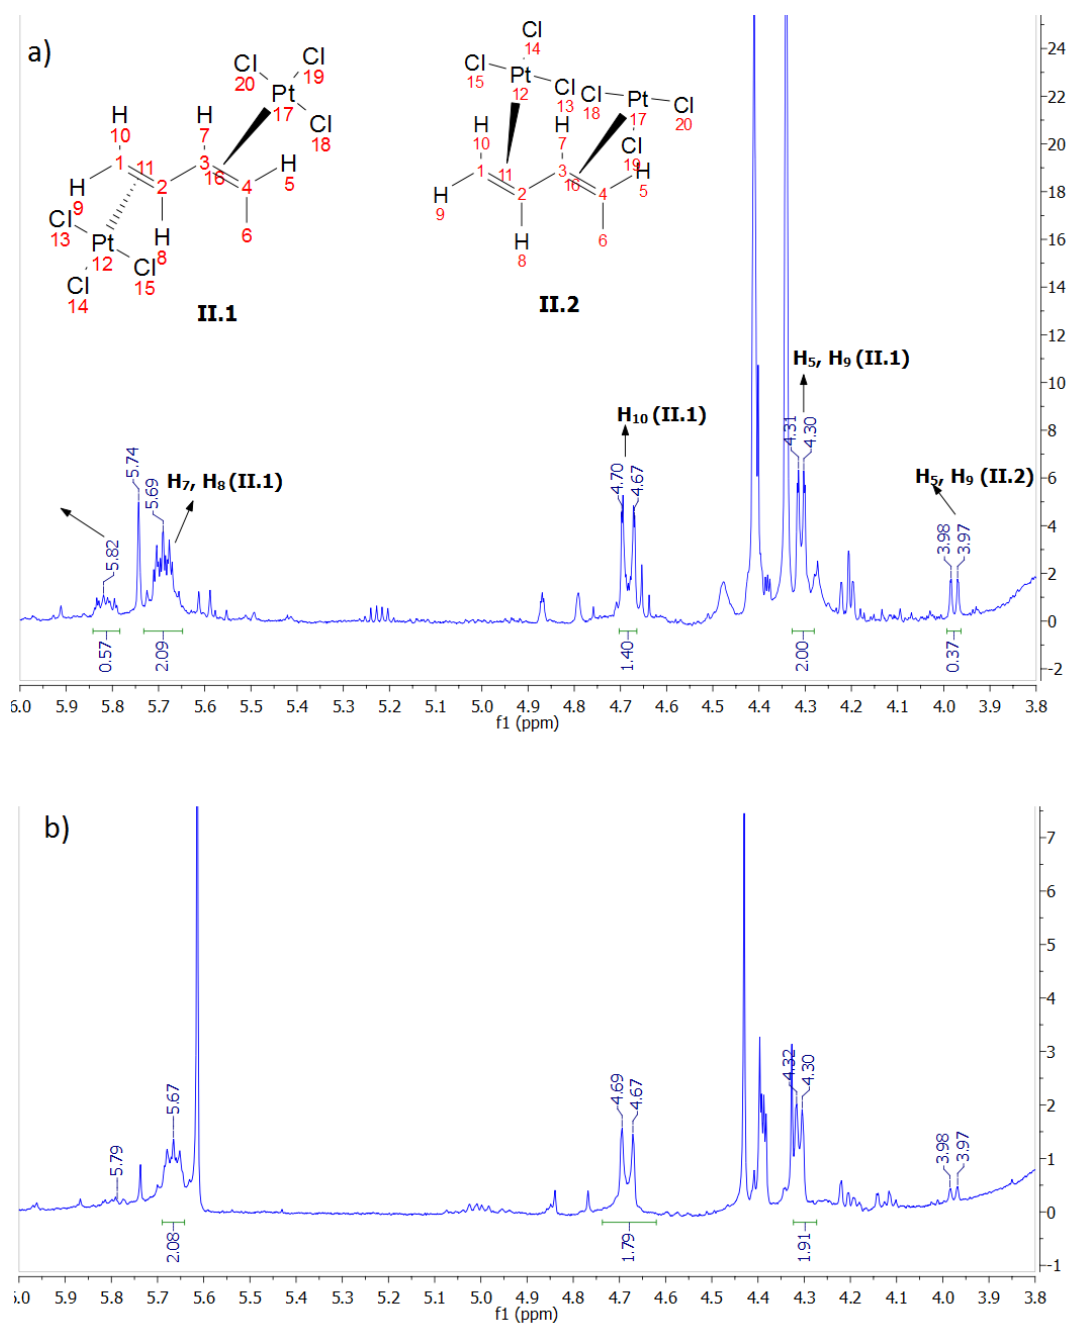 a)
Cl
14
Cl
15
Pt
12
Cl
13
Cl
18
Pt
17
Cl
20
Cl
19
H
10
H
7
1
11
2
3
16
4
H
5
H
9
H
8
6
II.2
Cl
20
Cl
19
Pt
17
Cl
18
H
10
H
7
1
11
2
3
16
4
H
5
H
9
H
8
6
Cl
13
Pt
12
Cl
14
Cl
15
II.1
H5, H9 (II.1)
H10 (II.1)
H7, H8 (II.1)
H5, H9 (II.2)
5.82
5.74
5.69
4.70
4.67
4.31
4.30
3.98
3.97
0.57
2.09
1.40
2.00
0.37
24
22
20
18
16
14
12
10
8
6
4
2
0
-2
6.0 5.9 5.8 5.7 5.6 5.5 5.4 5.3 5.2 5.1 5.0 4.9 4.8 4.7 4.6 4.5 4.4 4.3 4.2 4.1 4.0 3.9 3.8
f1 (ppm)
b)
5.79
5.67
4.69
4.67
4.32
4.30
3.98
3.97
2.08
1.79
1.91
7
6
5
4
3
2
1
0
-1
5.0 5.9 5.8 5.7 5.6 5.5 5.4 5.3 5.2 5.1 5.0 4.9 4.8 4.7 4.6 4.5 4.4 4.3 4.2 4.1 4.0 3.9 3.8
f1 (ppm)